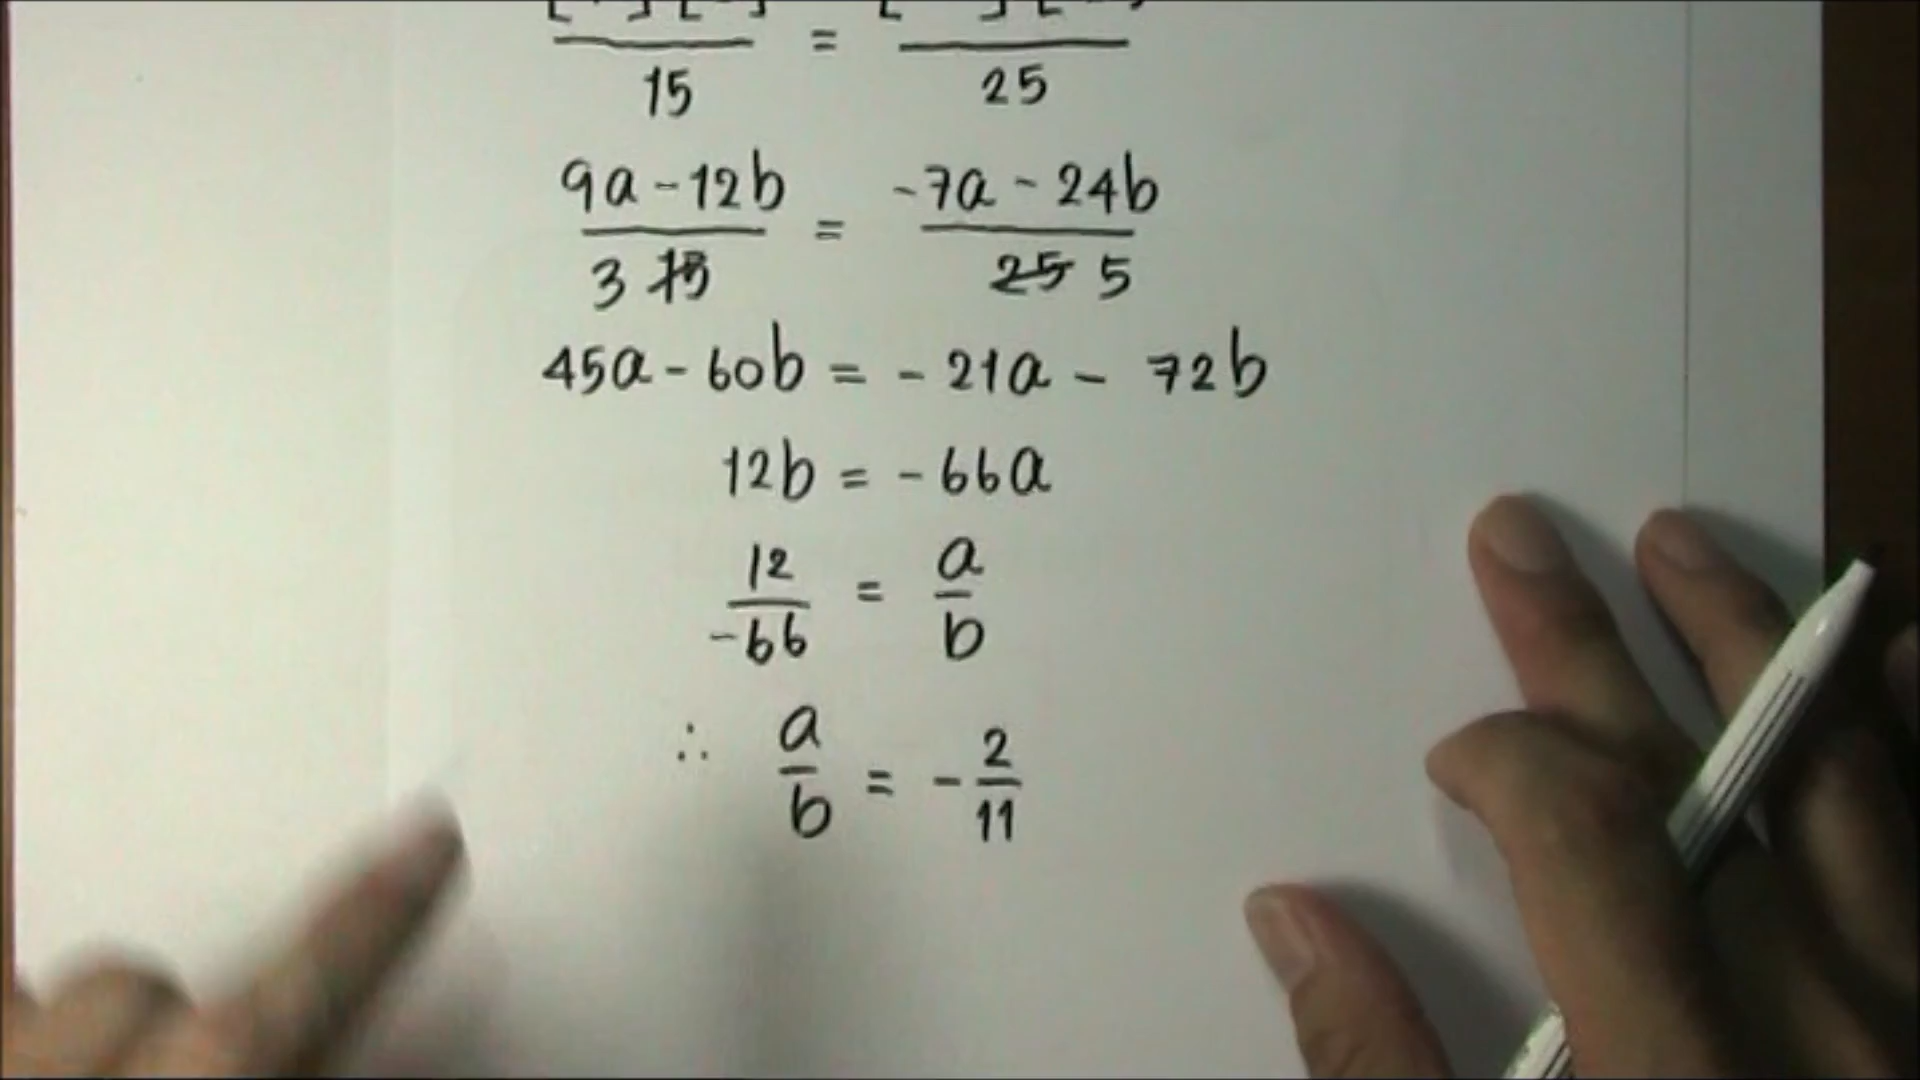 15 = 25
9a - 12b / 3 15 = -7a - 24b / 25 5
45a - 60b = - 21a - 72b
12b = - 66a
12 / -66 = a / b
∴ a / b = - 2 / 11